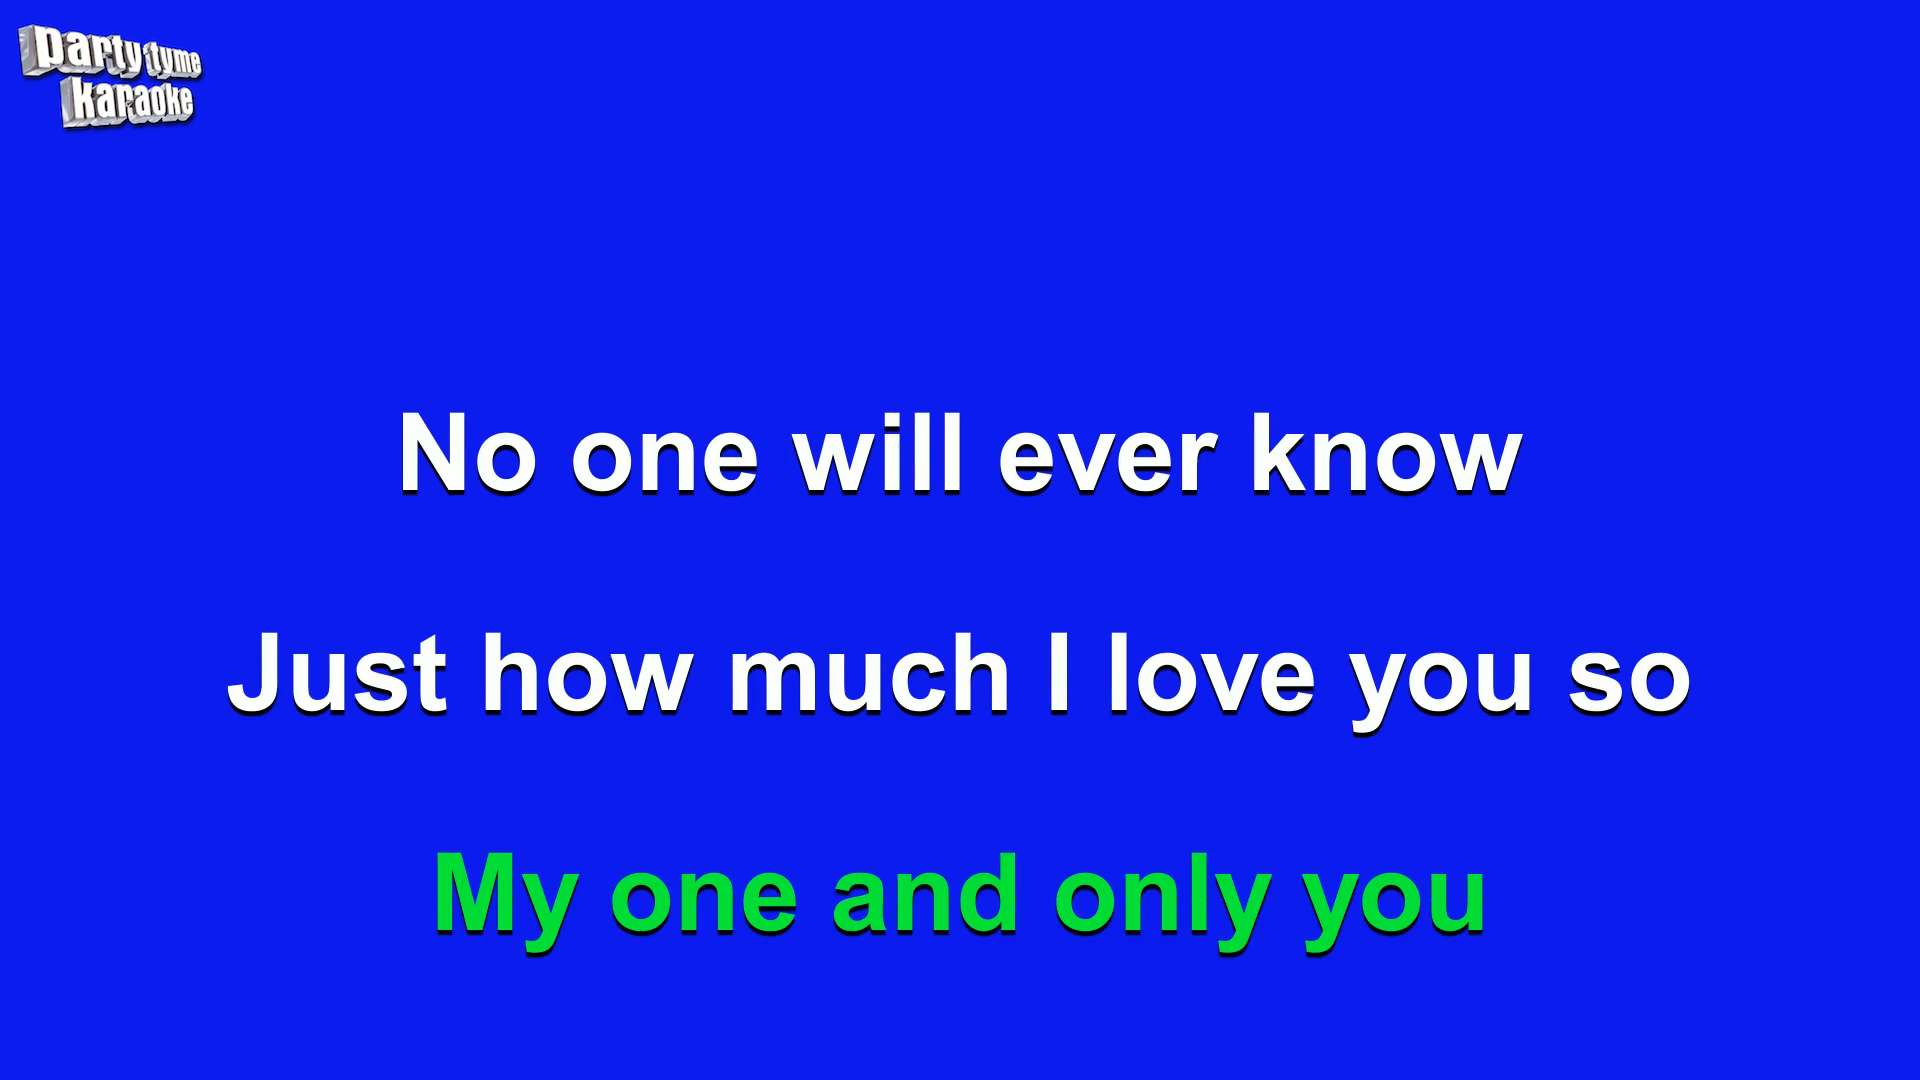 party tyme
karaoke
No one will ever know
Just how much I love you so
My one and only you